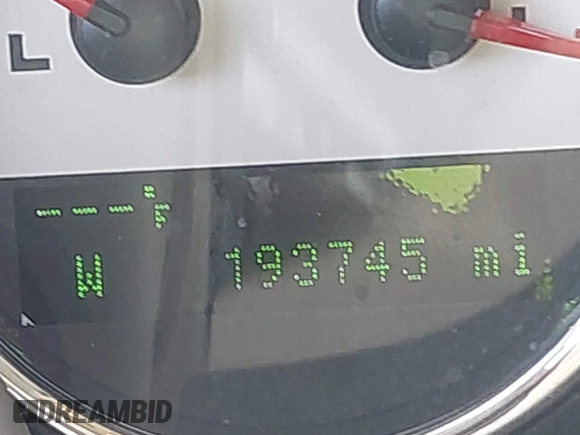 L
---°F
W 193745 mi
DREAMBID